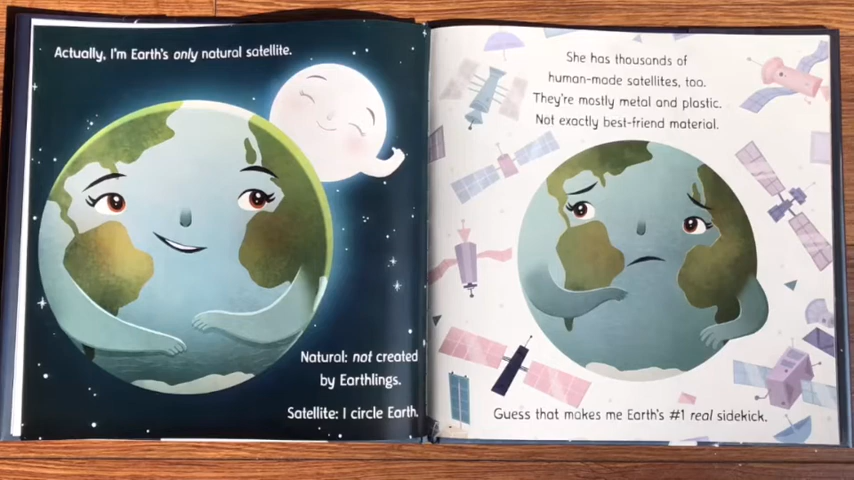 Actually, I'm Earth's only natural satellite.
Natural: not created
by Earthlings.
Satellite: I circle Earth.
She has thousands of
human-made satellites, too.
They're mostly metal and plastic.
Not exactly best-friend material.
Guess that makes me Earth's #1 real sidekick.